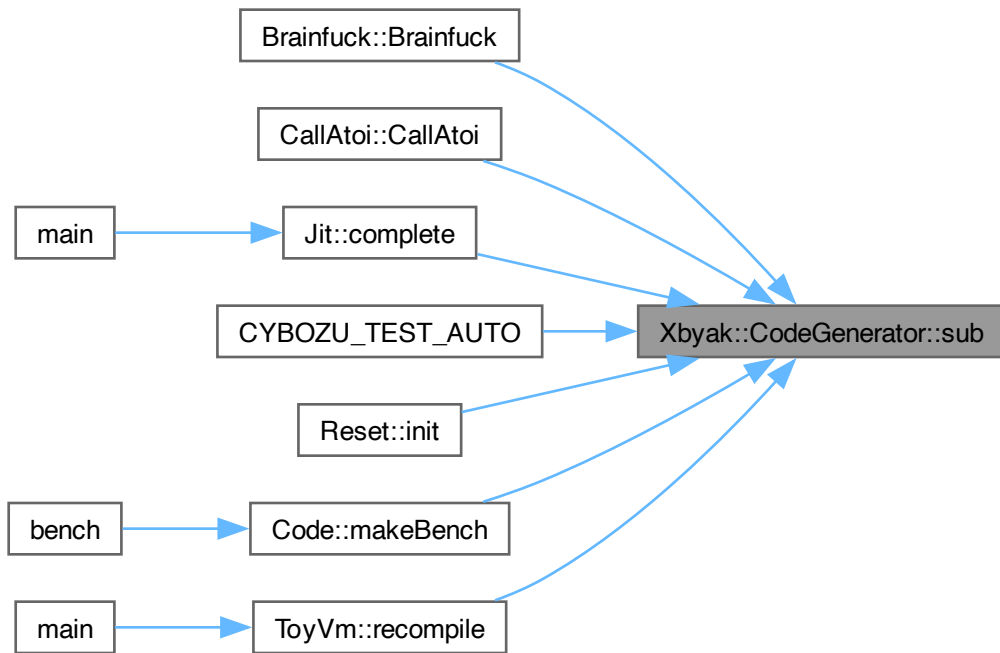 Brainfuck::Brainfuck
CallAtoi::CallAtoi
main
Jit::complete
CYBOZU_TEST_AUTO
Xbyak::CodeGenerator::sub
Reset::init
bench
Code::makeBench
main
ToyVm::recompile